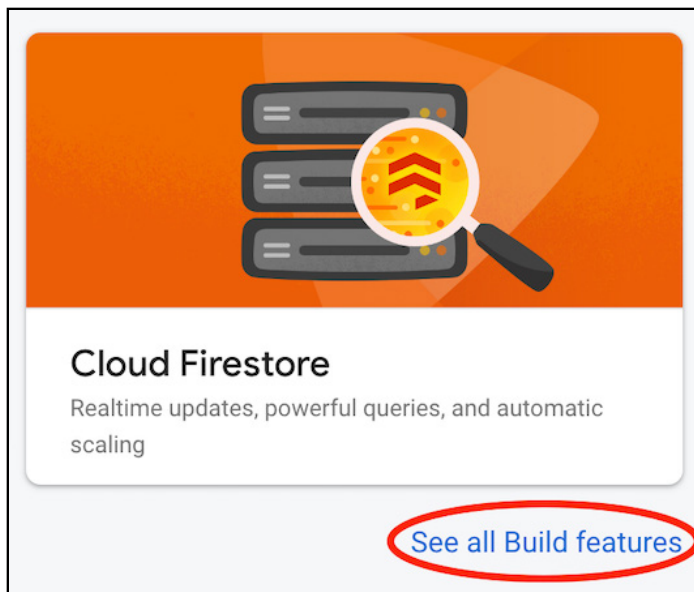 Cloud Firestore
Realtime updates, powerful queries, and automatic
scaling
See all Build features